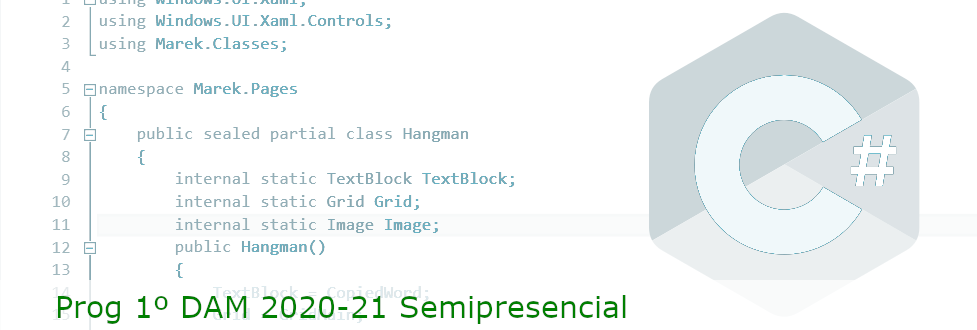 1 using Windows.UI.Xaml;
2 using Windows.UI.Xaml.Controls;
3 using Marek.Classes;
4
5 namespace Marek.Pages
6 {
7 public sealed partial class Hangman
8 {
9 internal static TextBlock TextBlock;
10 internal static Grid Grid;
11 internal static Image Image;
12 public Hangman()
13 {
14 TextBlock = CopiedWord;
Prog 1º DAM 2020-21 Semipresencial
C#